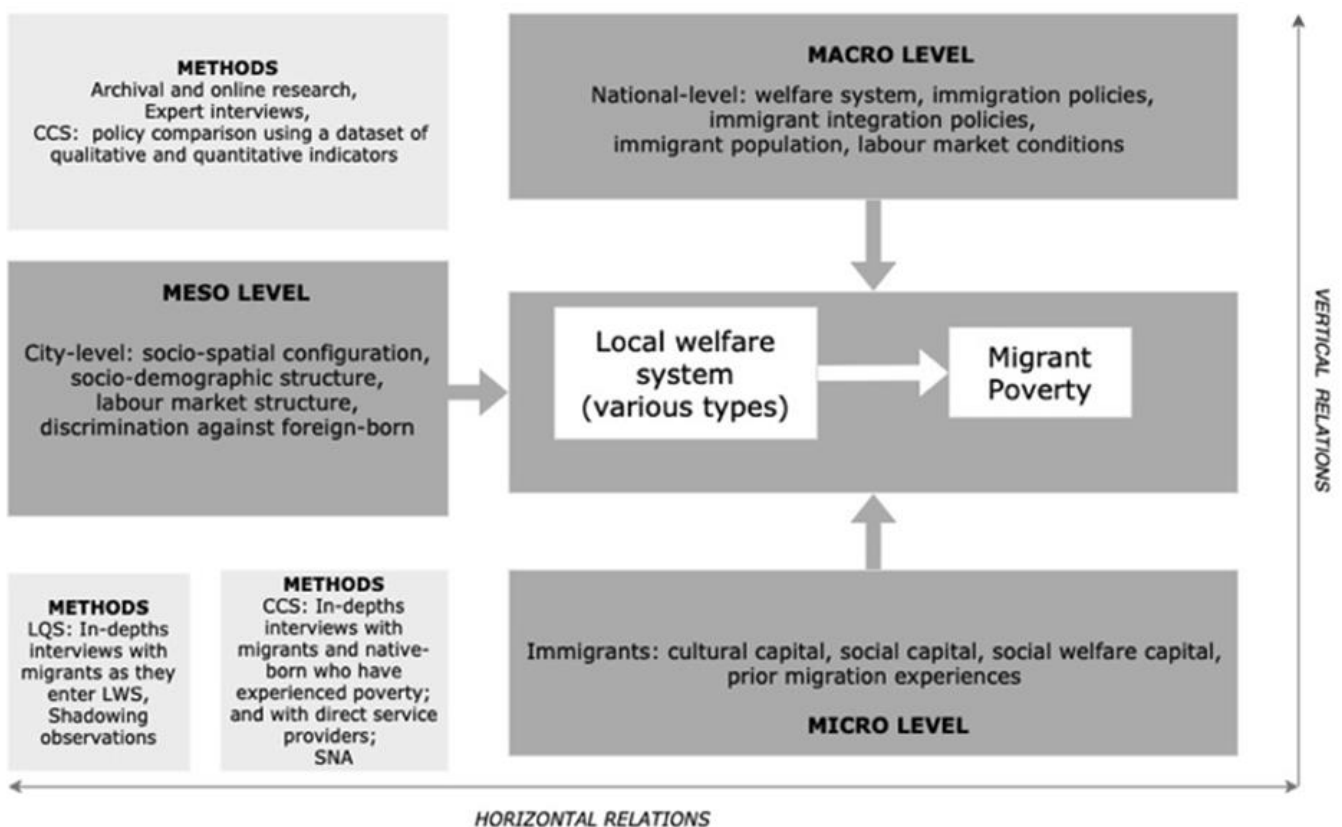 METHODS
Archival and online research,
Expert interviews,
CCS: policy comparison using a dataset of
qualitative and quantitative indicators
MACRO LEVEL
National-level: welfare system, immigration policies,
immigrant integration policies,
immigrant population, labour market conditions
MESO LEVEL
City-level: socio-spatial configuration,
socio-demographic structure,
labour market structure,
discrimination against foreign-born
Local welfare
system
(various types)
Migrant
Poverty
VERTICAL RELATIONS
METHODS
LQS: In-depths
interviews with
migrants as they
enter LWS,
Shadowing
observations
METHODS
CCS: In-depths
interviews with
migrants and native-
born who have
experienced poverty;
and with direct service
providers;
SNA
Immigrants: cultural capital, social capital, social welfare capital,
prior migration experiences
MICRO LEVEL
HORIZONTAL RELATIONS